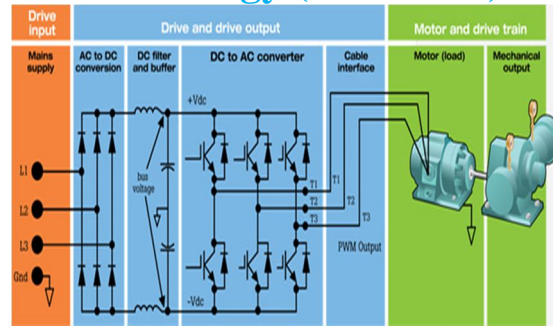 Drive input
Drive and drive output
Motor and drive train
Mains supply
AC to DC conversion
DC filter and buffer
DC to AC converter
Cable interface
Motor (load)
Mechanical output
+Vdc
L1
L2
L3
Gnd
bus voltage
T1
T2
T3
T1
T2
T3
PWM Output
-Vdc